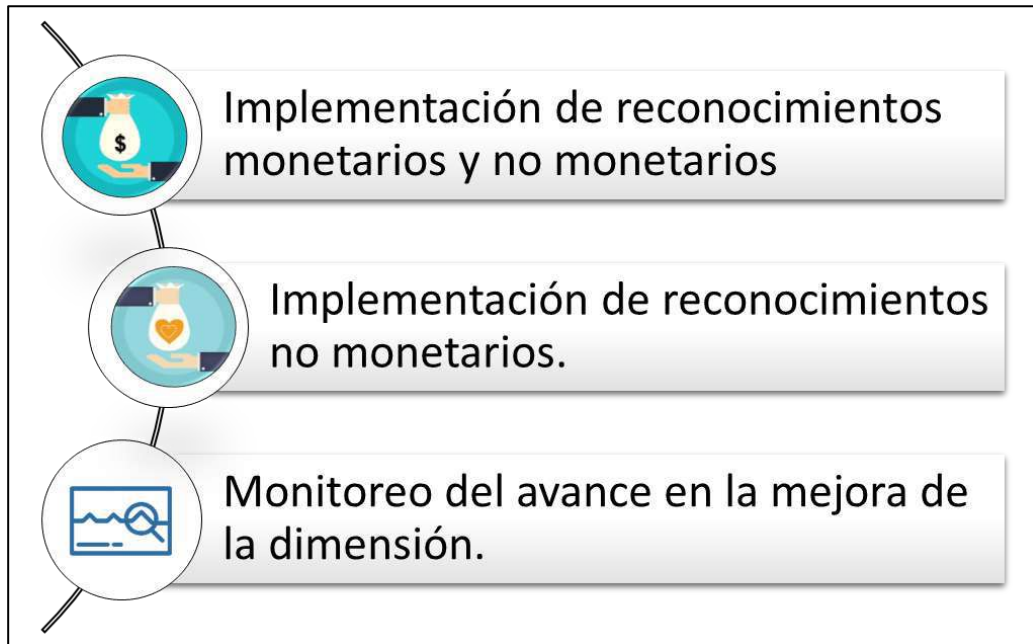 Implementación de reconocimientos
monetarios y no monetarios
$
Implementación de reconocimientos
no monetarios.
Monitoreo del avance en la mejora de
la dimensión.